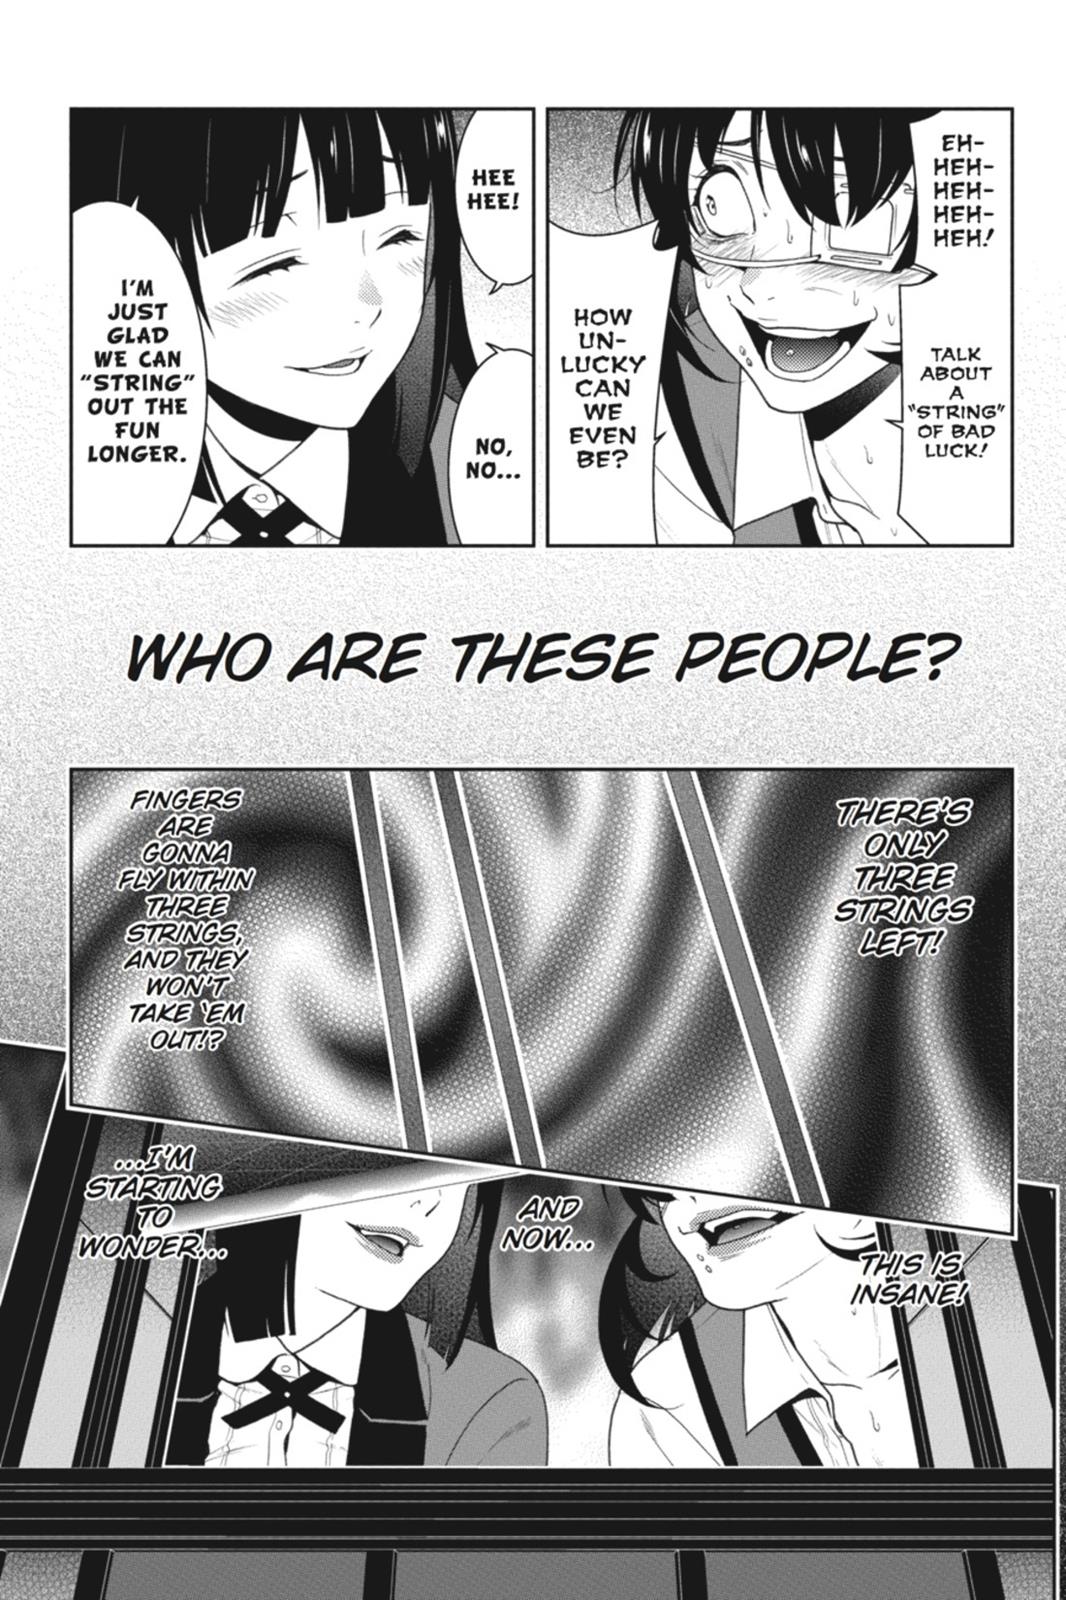 EH-
HEH-
HEH-
HEH-
HEH!
TALK
ABOUT
A
"STRING"
OF BAD
LUCK!
HOW
UN-
LUCKY
CAN
WE
EVEN
BE?
HEE
HEE!
NO,
NO...
I'M
JUST
GLAD
WE CAN
"STRING"
OUT THE
FUN
LONGER.
WHO ARE THESE PEOPLE?
THERE'S
ONLY
THREE
STRINGS
LEFT!
FINGERS
ARE
GONNA
FLY WITHIN
THREE
STRINGS,
AND THEY
WON'T
TAKE 'EM
OUT!?
THIS IS
INSANE!
AND
NOW...
...I'M
STARTING
TO
WONDER...